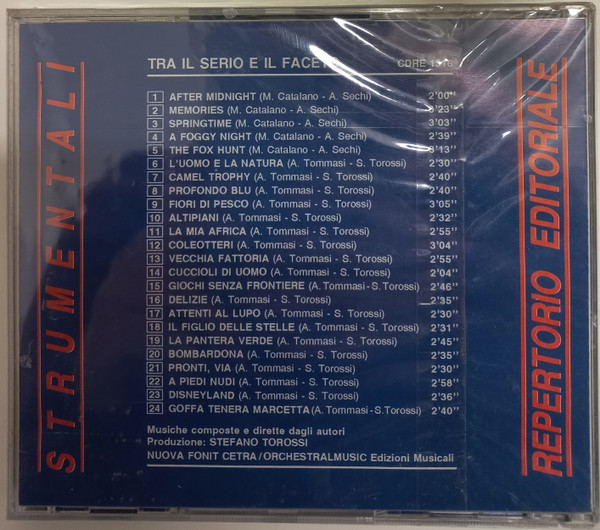 STRUMENTALI
TRA IL SERIO E IL FACETO CDRE 1376
1 AFTER MIDNIGHT (M. Catalano - A. Sechi) 2'00''
2 MEMORIES (M. Catalano - A. Sechi) 3'23''
3 SPRINGTIME (M. Catalano - A. Sechi) 3'03''
4 A FOGGY NIGHT (M. Catalano - A. Sechi) 2'39''
5 THE FOX HUNT (M. Catalano - A. Sechi) 3'13''
6 L'UOMO E LA NATURA (A. Tommasi - S. Torossi) 2'30''
7 CAMEL TROPHY (A. Tommasi - S. Torossi) 2'40''
8 PROFONDO BLU (A. Tommasi - S. Torossi) 2'40''
9 FIORI DI PESCO (A. Tommasi - S. Torossi) 3'05''
10 ALTIPIANI (A. Tommasi - S. Torossi) 2'32''
11 LA MIA AFRICA (A. Tommasi - S. Torossi) 2'55''
12 COLEOTTERI (A. Tommasi - S. Torossi) 3'04''
13 VECCHIA FATTORIA (A. Tommasi - S. Torossi) 2'55''
14 CUCCIOLI DI UOMO (A. Tommasi - S. Torossi) 2'04''
15 GIOCHI SENZA FRONTIERE (A. Tommasi - S. Torossi) 2'46''
16 DELIZIE (A. Tommasi - S. Torossi) 2'35''
17 ATTENTI AL LUPO (A. Tommasi - S. Torossi) 2'30''
18 IL FIGLIO DELLE STELLE (A. Tommasi - S. Torossi) 2'31''
19 LA PANTERA VERDE (A. Tommasi - S. Torossi) 2'45''
20 BOMBARDONA (A. Tommasi - S. Torossi) 2'35''
21 PRONTI, VIA (A. Tommasi - S. Torossi) 2'30''
22 A PIEDI NUDI (A. Tommasi - S. Torossi) 2'58''
23 DISNEYLAND (A. Tommasi - S. Torossi) 2'36''
24 GOFFA TENERA MARCETTA (A. Tommasi - S. Torossi) 2'40''
Musiche composte e dirette dagli autori
Produzione: STEFANO TOROSSI
NUOVA FONIT CETRA/ORCHESTRALMUSIC Edizioni Musicali
REPERTORIO EDITORIALE